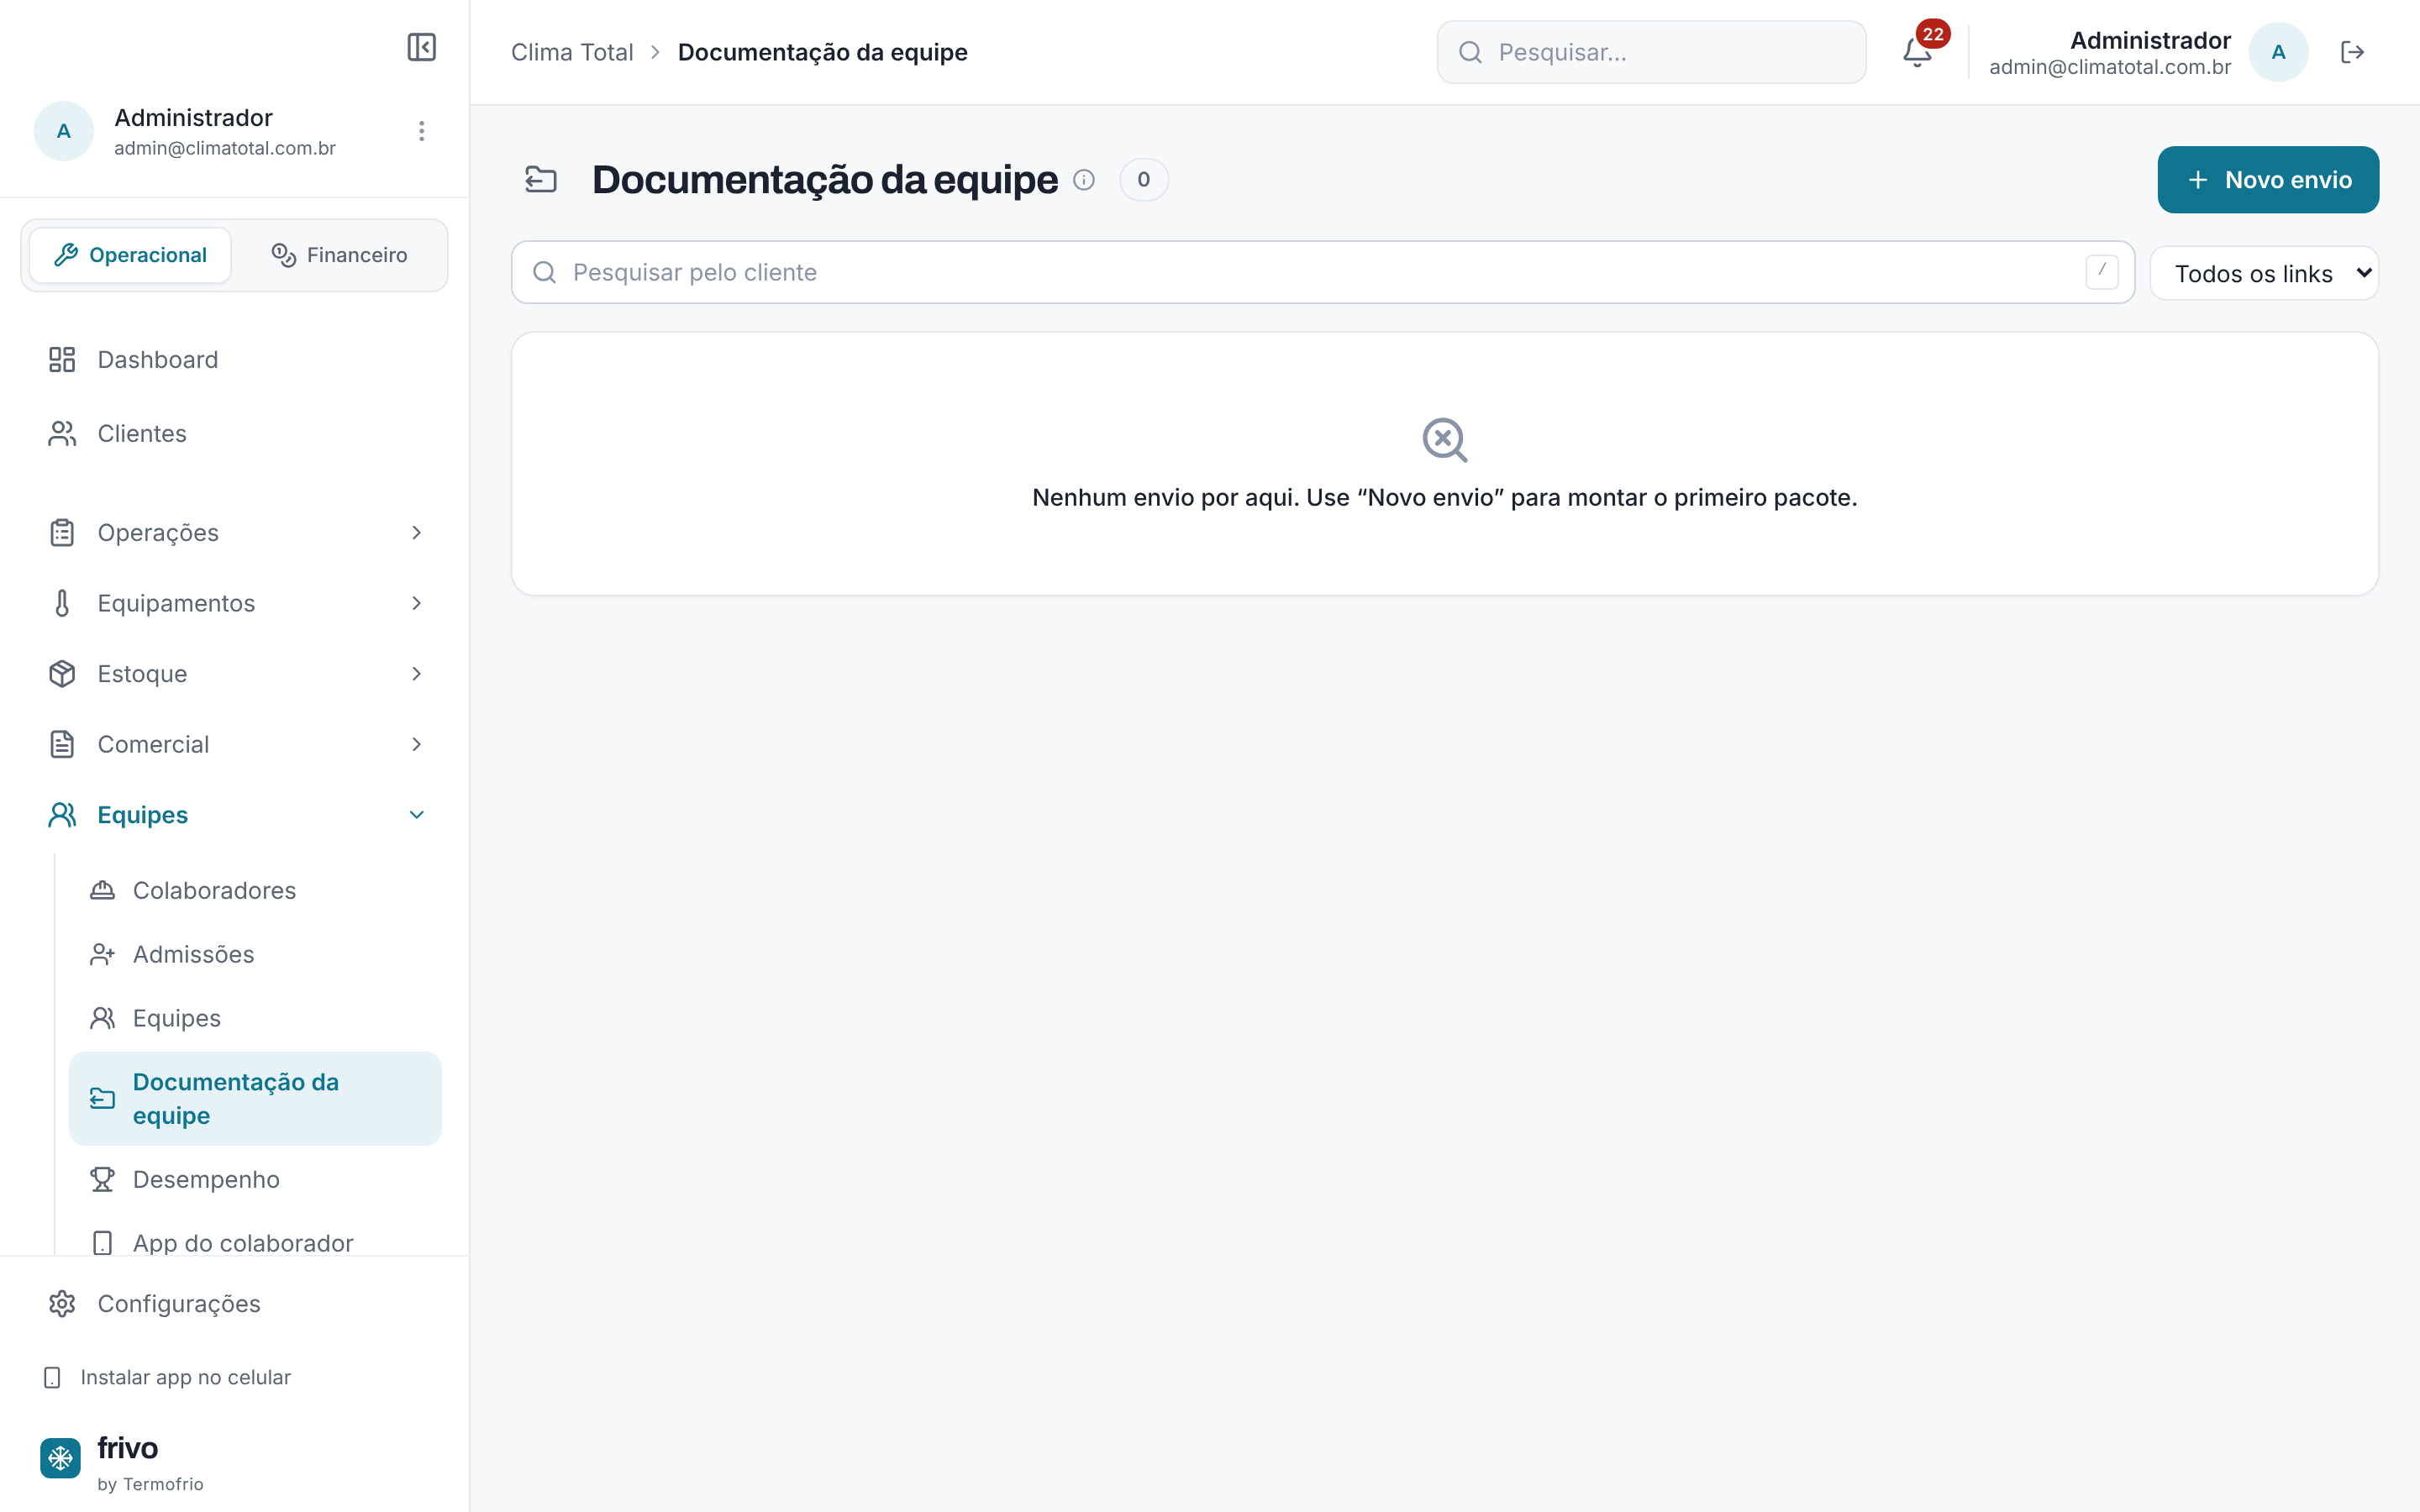 Administrador
admin@climatotal.com.br
A
Operacional
Financeiro
Dashboard
Clientes
Operações
Equipamentos
Estoque
Comercial
Equipes
Colaboradores
Admissões
Equipes
Documentação da
equipe
Desempenho
App do colaborador
Configurações
Instalar app no celular
frivo
by Termofrio
Clima Total > Documentação da equipe
Pesquisar...
22
Administrador
admin@climatotal.com.br
A
Documentação da equipe
0
+ Novo envio
Pesquisar pelo cliente
/
Todos os links
Nenhum envio por aqui. Use “Novo envio” para montar o primeiro pacote.